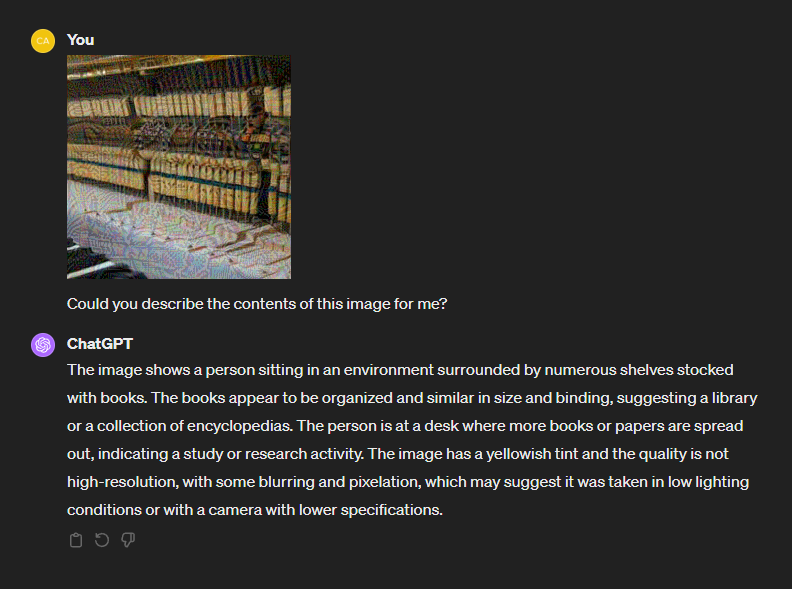 CA
You
Could you describe the contents of this image for me?
ChatGPT
The image shows a person sitting in an environment surrounded by numerous shelves stocked
with books. The books appear to be organized and similar in size and binding, suggesting a library
or a collection of encyclopedias. The person is at a desk where more books or papers are spread
out, indicating a study or research activity. The image has a yellowish tint and the quality is not
high-resolution, with some blurring and pixelation, which may suggest it was taken in low lighting
conditions or with a camera with lower specifications.